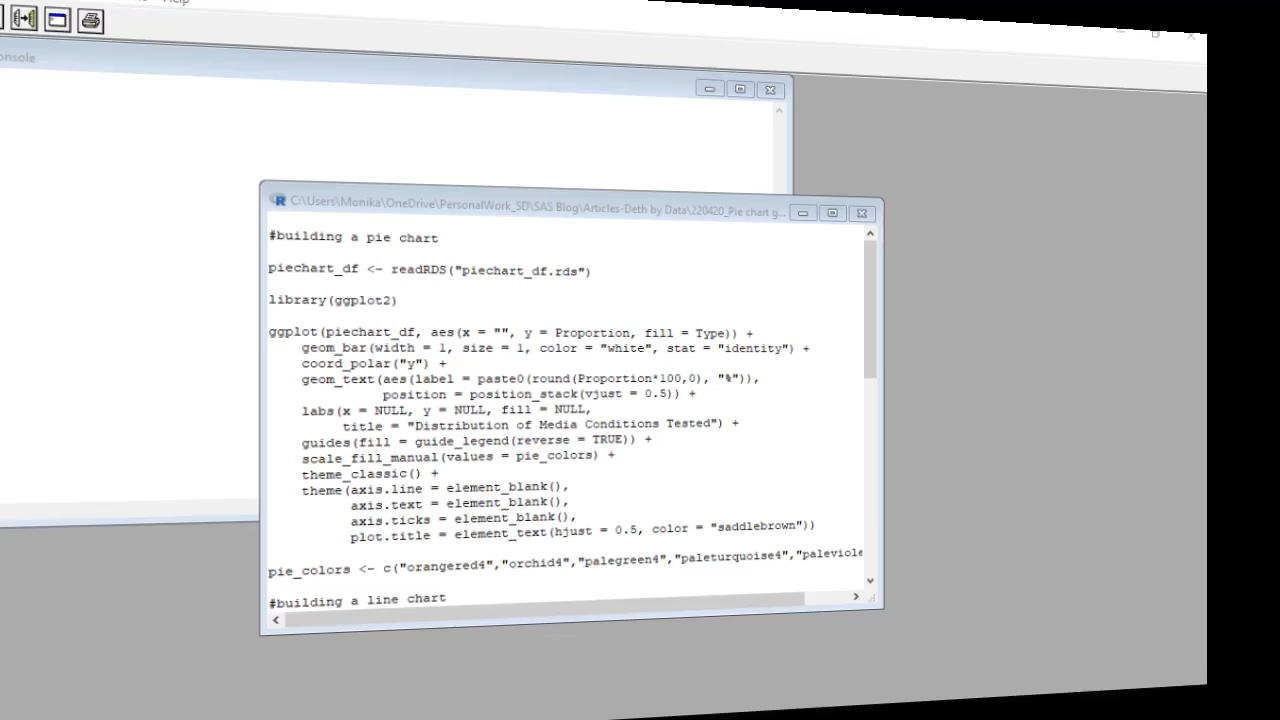 Help
onsole
C:\Users\Monika\OneDrive\PersonalWork_SD\SAS Blog\Articles-Deth by Data\220420_Pie chart g...
#building a pie chart
piechart_df <- readRDS("piechart_df.rds")
library(ggplot2)
ggplot(piechart_df, aes(x = "", y = Proportion, fill = Type)) +
    geom_bar(width = 1, size = 1, color = "white", stat = "identity") +
    coord_polar("y") +
    geom_text(aes(label = paste0(round(Proportion*100,0), "%")),
              position = position_stack(vjust = 0.5)) +
    labs(x = NULL, y = NULL, fill = NULL,
         title = "Distribution of Media Conditions Tested") +
    guides(fill = guide_legend(reverse = TRUE)) +
    scale_fill_manual(values = pie_colors) +
    theme_classic() +
    theme(axis.line = element_blank(),
          axis.text = element_blank(),
          axis.ticks = element_blank(),
          plot.title = element_text(hjust = 0.5, color = "saddlebrown"))
pie_colors <- c("orangered4","orchid4","palegreen4","paleturquoise4","paleviole
#building a line chart